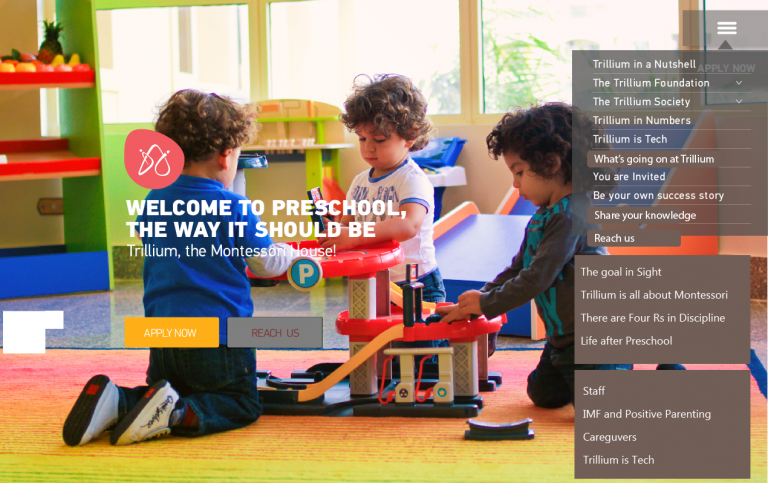 APPLY NOW
Trillium in a Nutshell
The Trillium Foundation
The Trillium Society
Trillium in Numbers
Trillium is Tech
What's going on at Trillium
You are Invited
Be your own success story
Share your knowledge
Reach us
WELCOME TO PRESCHOOL,
THE WAY IT SHOULD BE
Trillium, the Montessori House!
P
APPLY NOW
REACH US
The goal in Sight
Trillium is all about Montessori
There are Four Rs in Discipline
Life after Preschool
Staff
IMF and Positive Parenting
Careguvers
Trillium is Tech